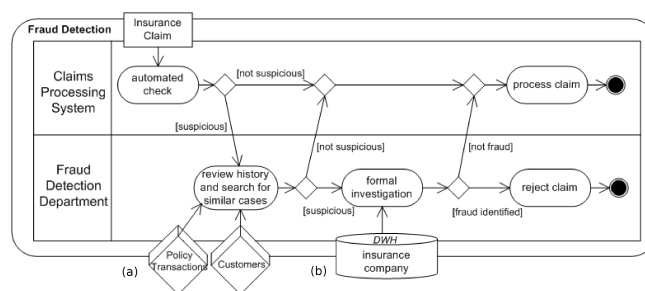 Fraud Detection
Insurance
Claim
Claims
Processing
System
automated
check
[not suspicious]
process claim
[suspicious]
[not suspicious]
[not fraud]
Fraud
Detection
Department
review history
and search for
similar cases
formal
investigation
reject claim
[suspicious]
[fraud identified]
(a)
Policy
Transactions
Customers
(b)
DWH
insurance
company